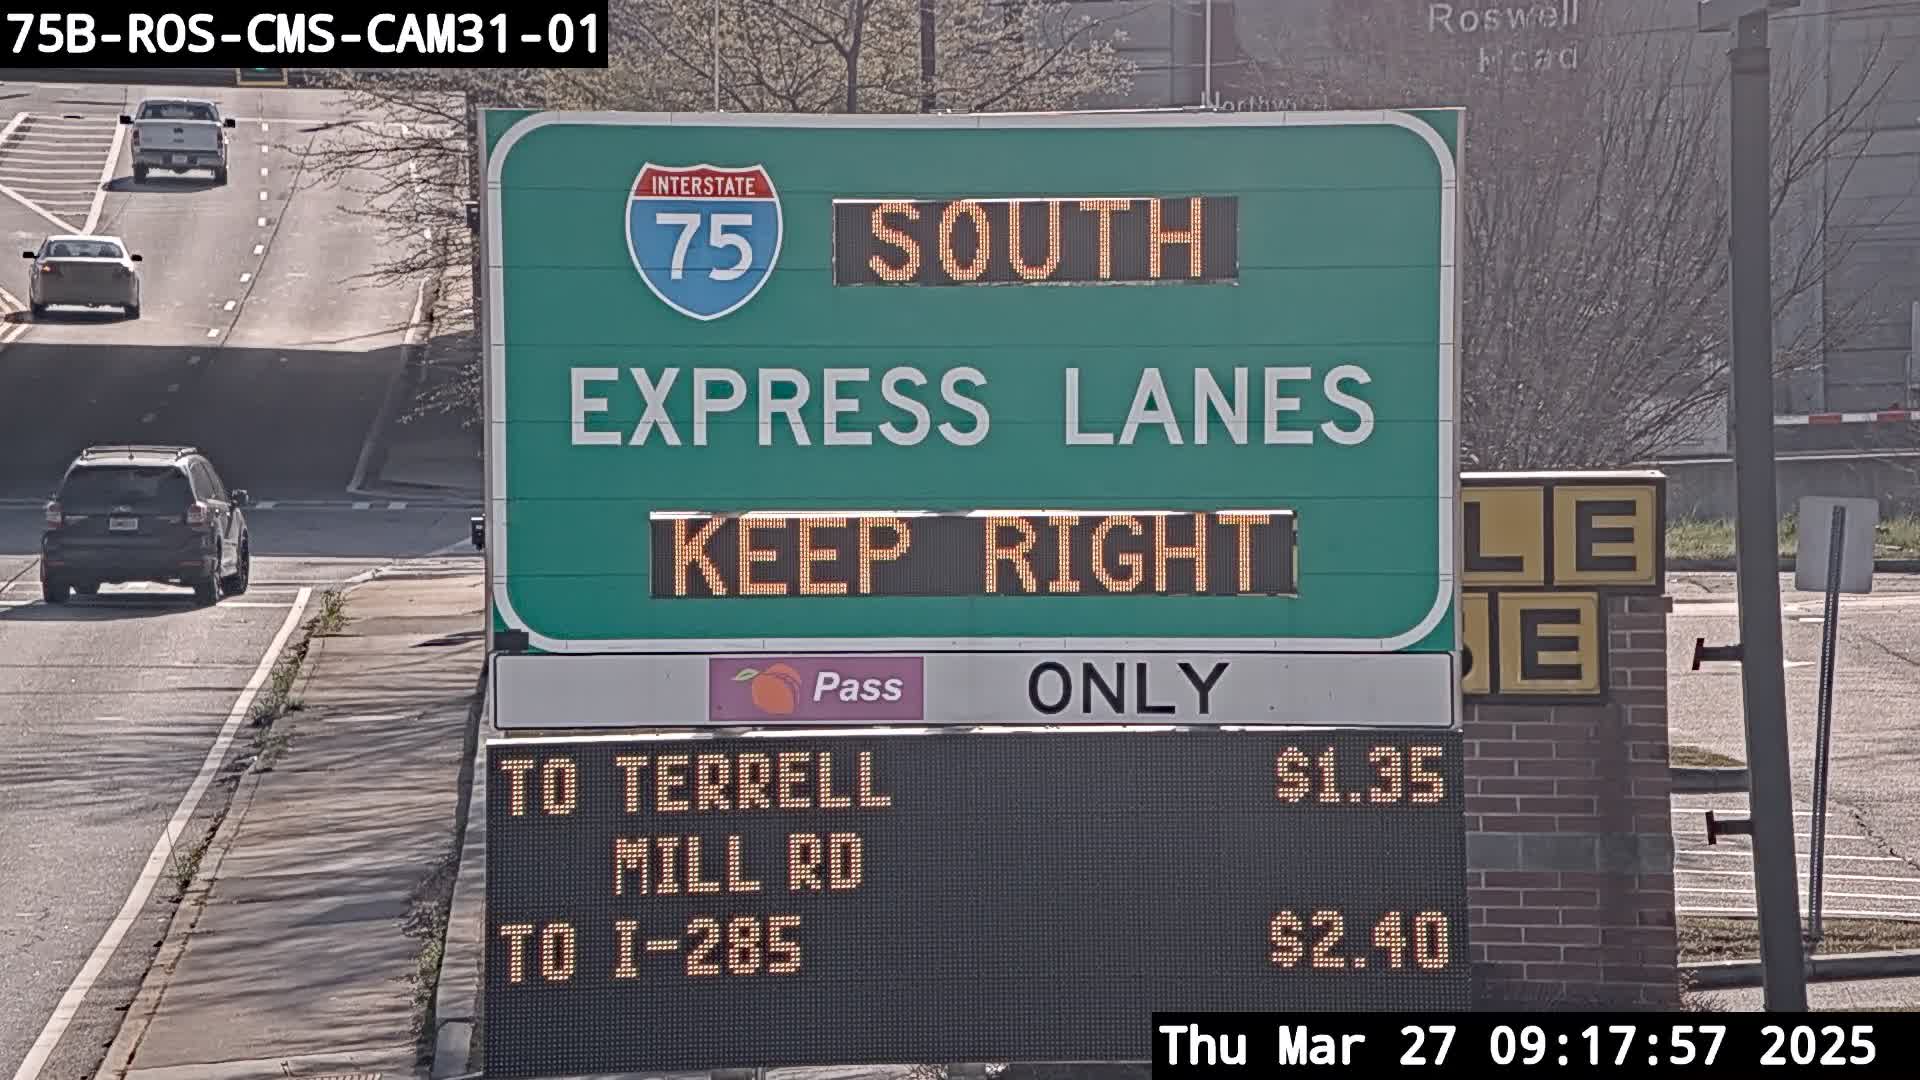 75B-ROS-CMS-CAM31-01
Roswell
Road
INTERSTATE
75
SOUTH
EXPRESS LANES
KEEP RIGHT
Pass ONLY
TO TERRELL $1.35
MILL RD
TO I-285 $2.40
LE
E
Thu Mar 27 09:17:57 2025